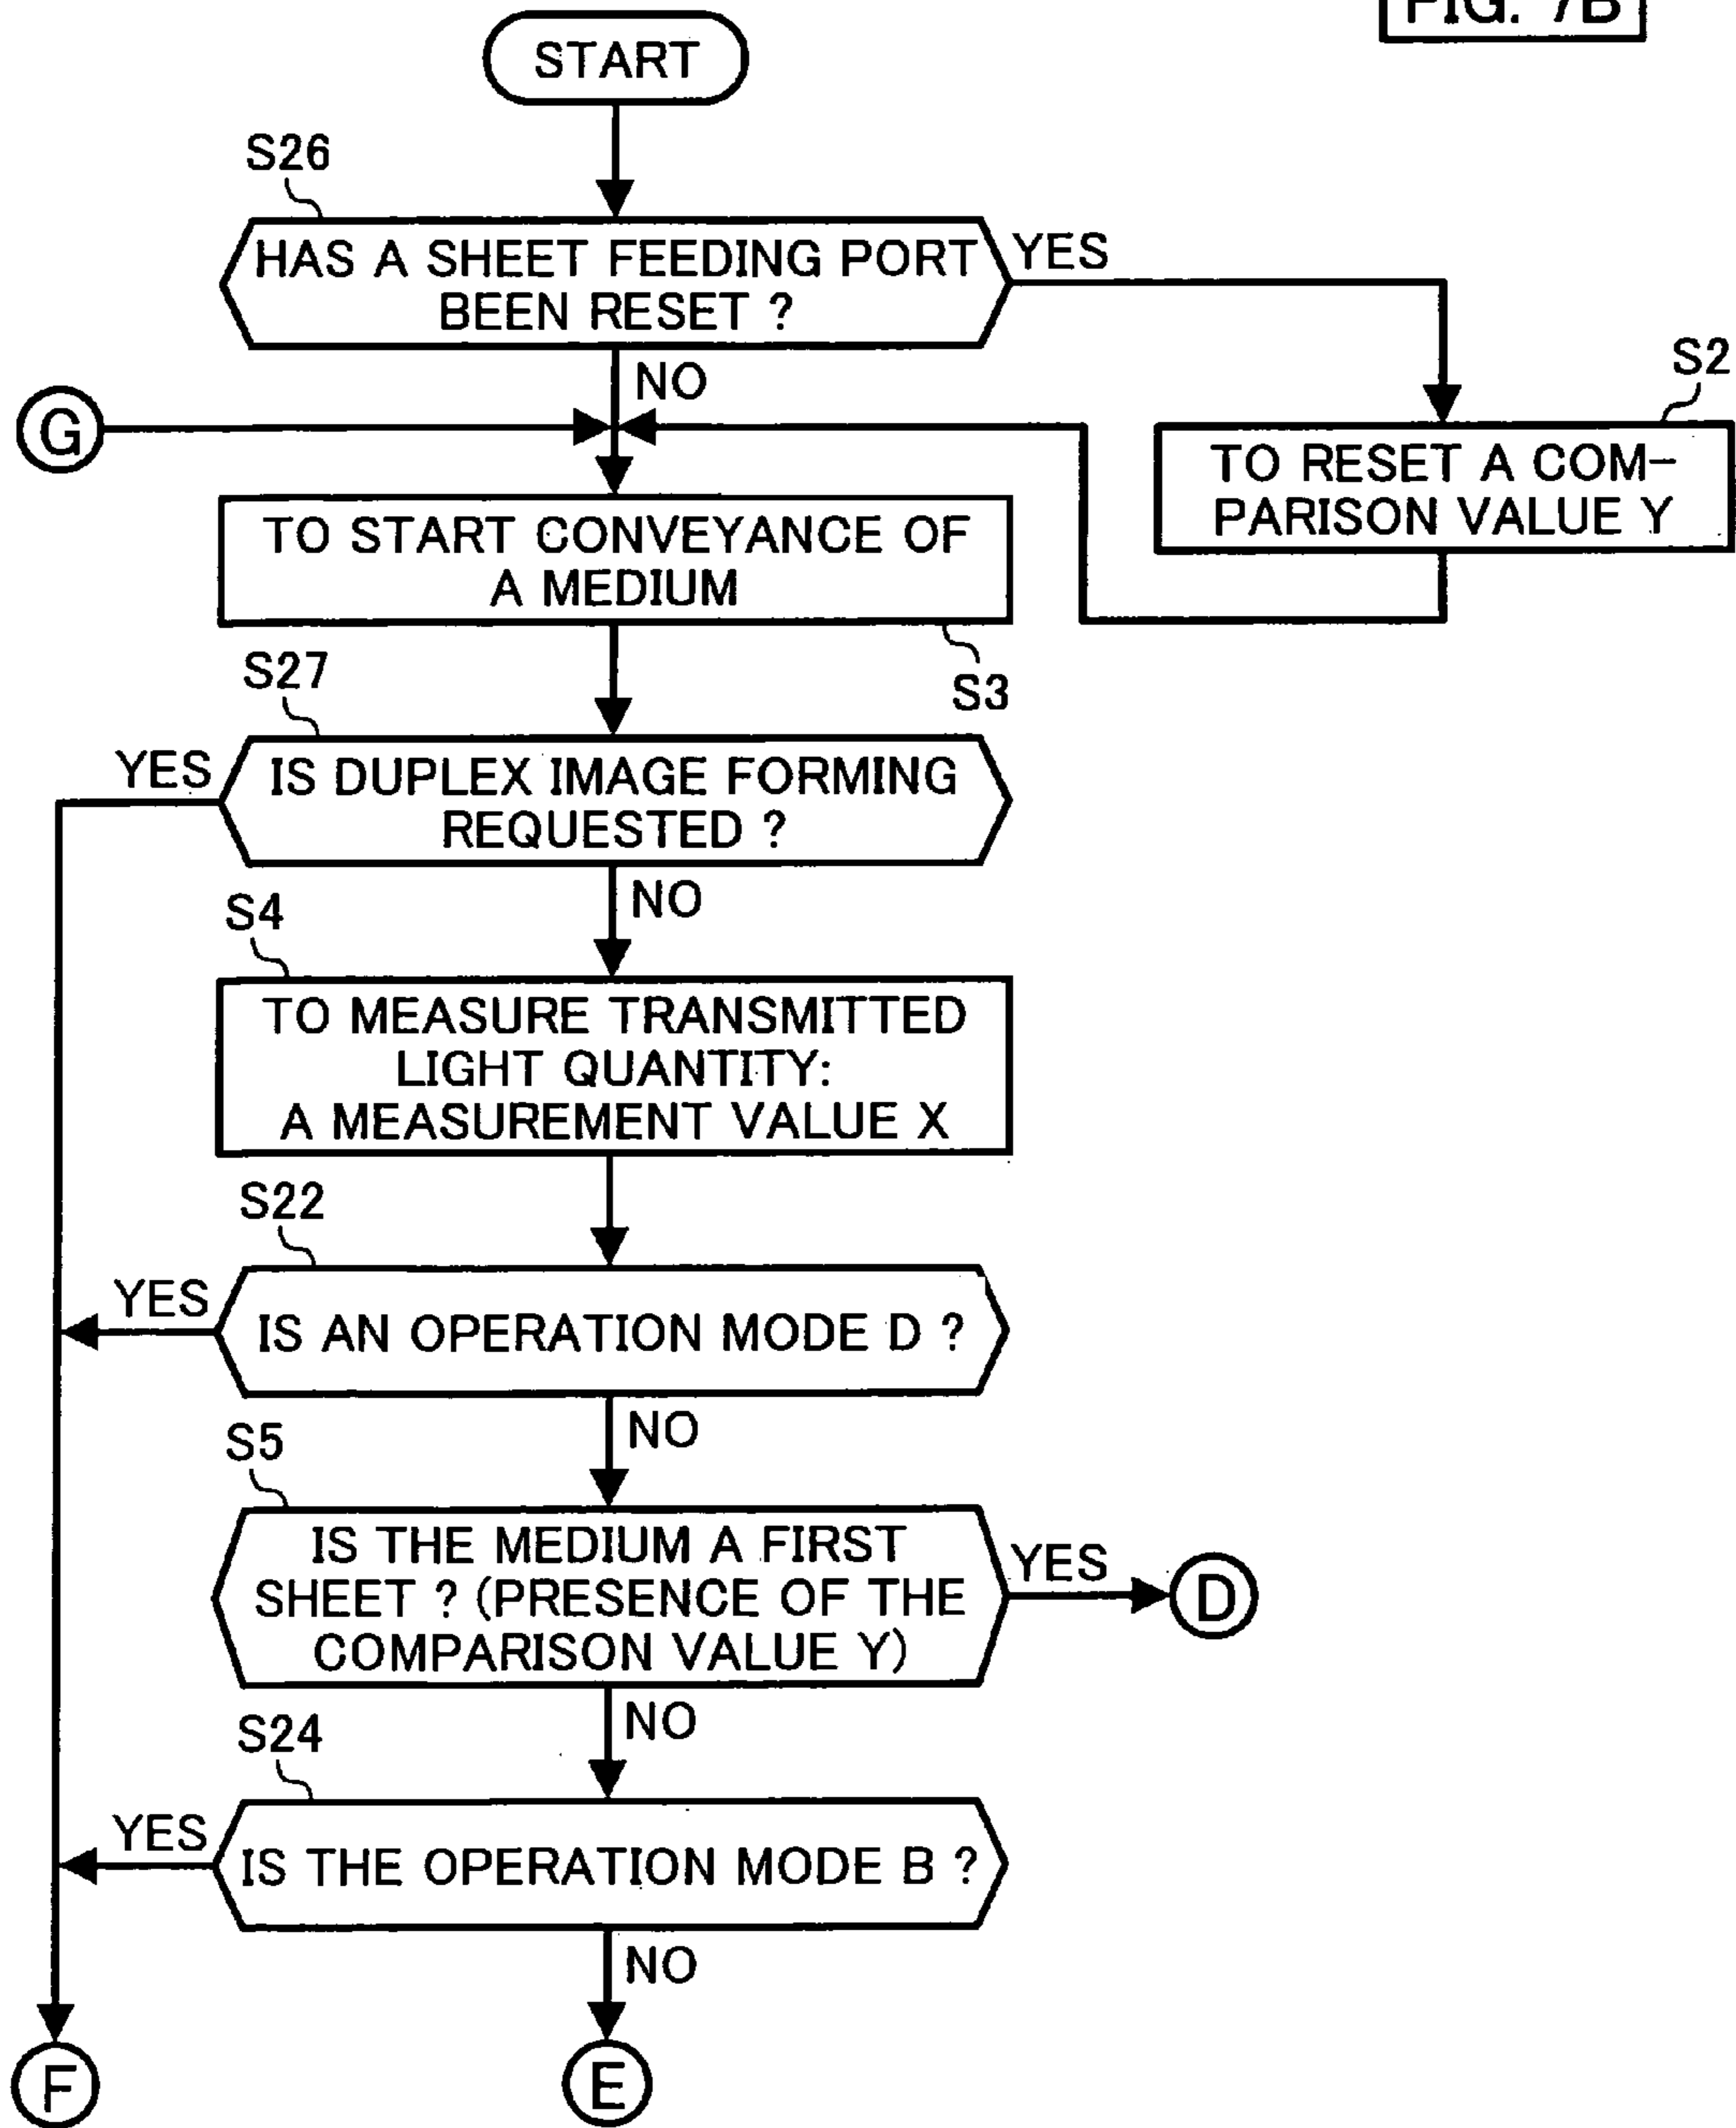 FIG. 7B
START
S26
HAS A SHEET FEEDING PORT
BEEN RESET ?
YES
NO
S2
TO RESET A COM-
PARISON VALUE Y
G
TO START CONVEYANCE OF
A MEDIUM
S3
S27
IS DUPLEX IMAGE FORMING
REQUESTED ?
YES
NO
S4
TO MEASURE TRANSMITTED
LIGHT QUANTITY:
A MEASUREMENT VALUE X
S22
IS AN OPERATION MODE D ?
YES
NO
S5
IS THE MEDIUM A FIRST
SHEET ? (PRESENCE OF THE
COMPARISON VALUE Y)
YES
D
NO
S24
IS THE OPERATION MODE B ?
YES
NO
F
E